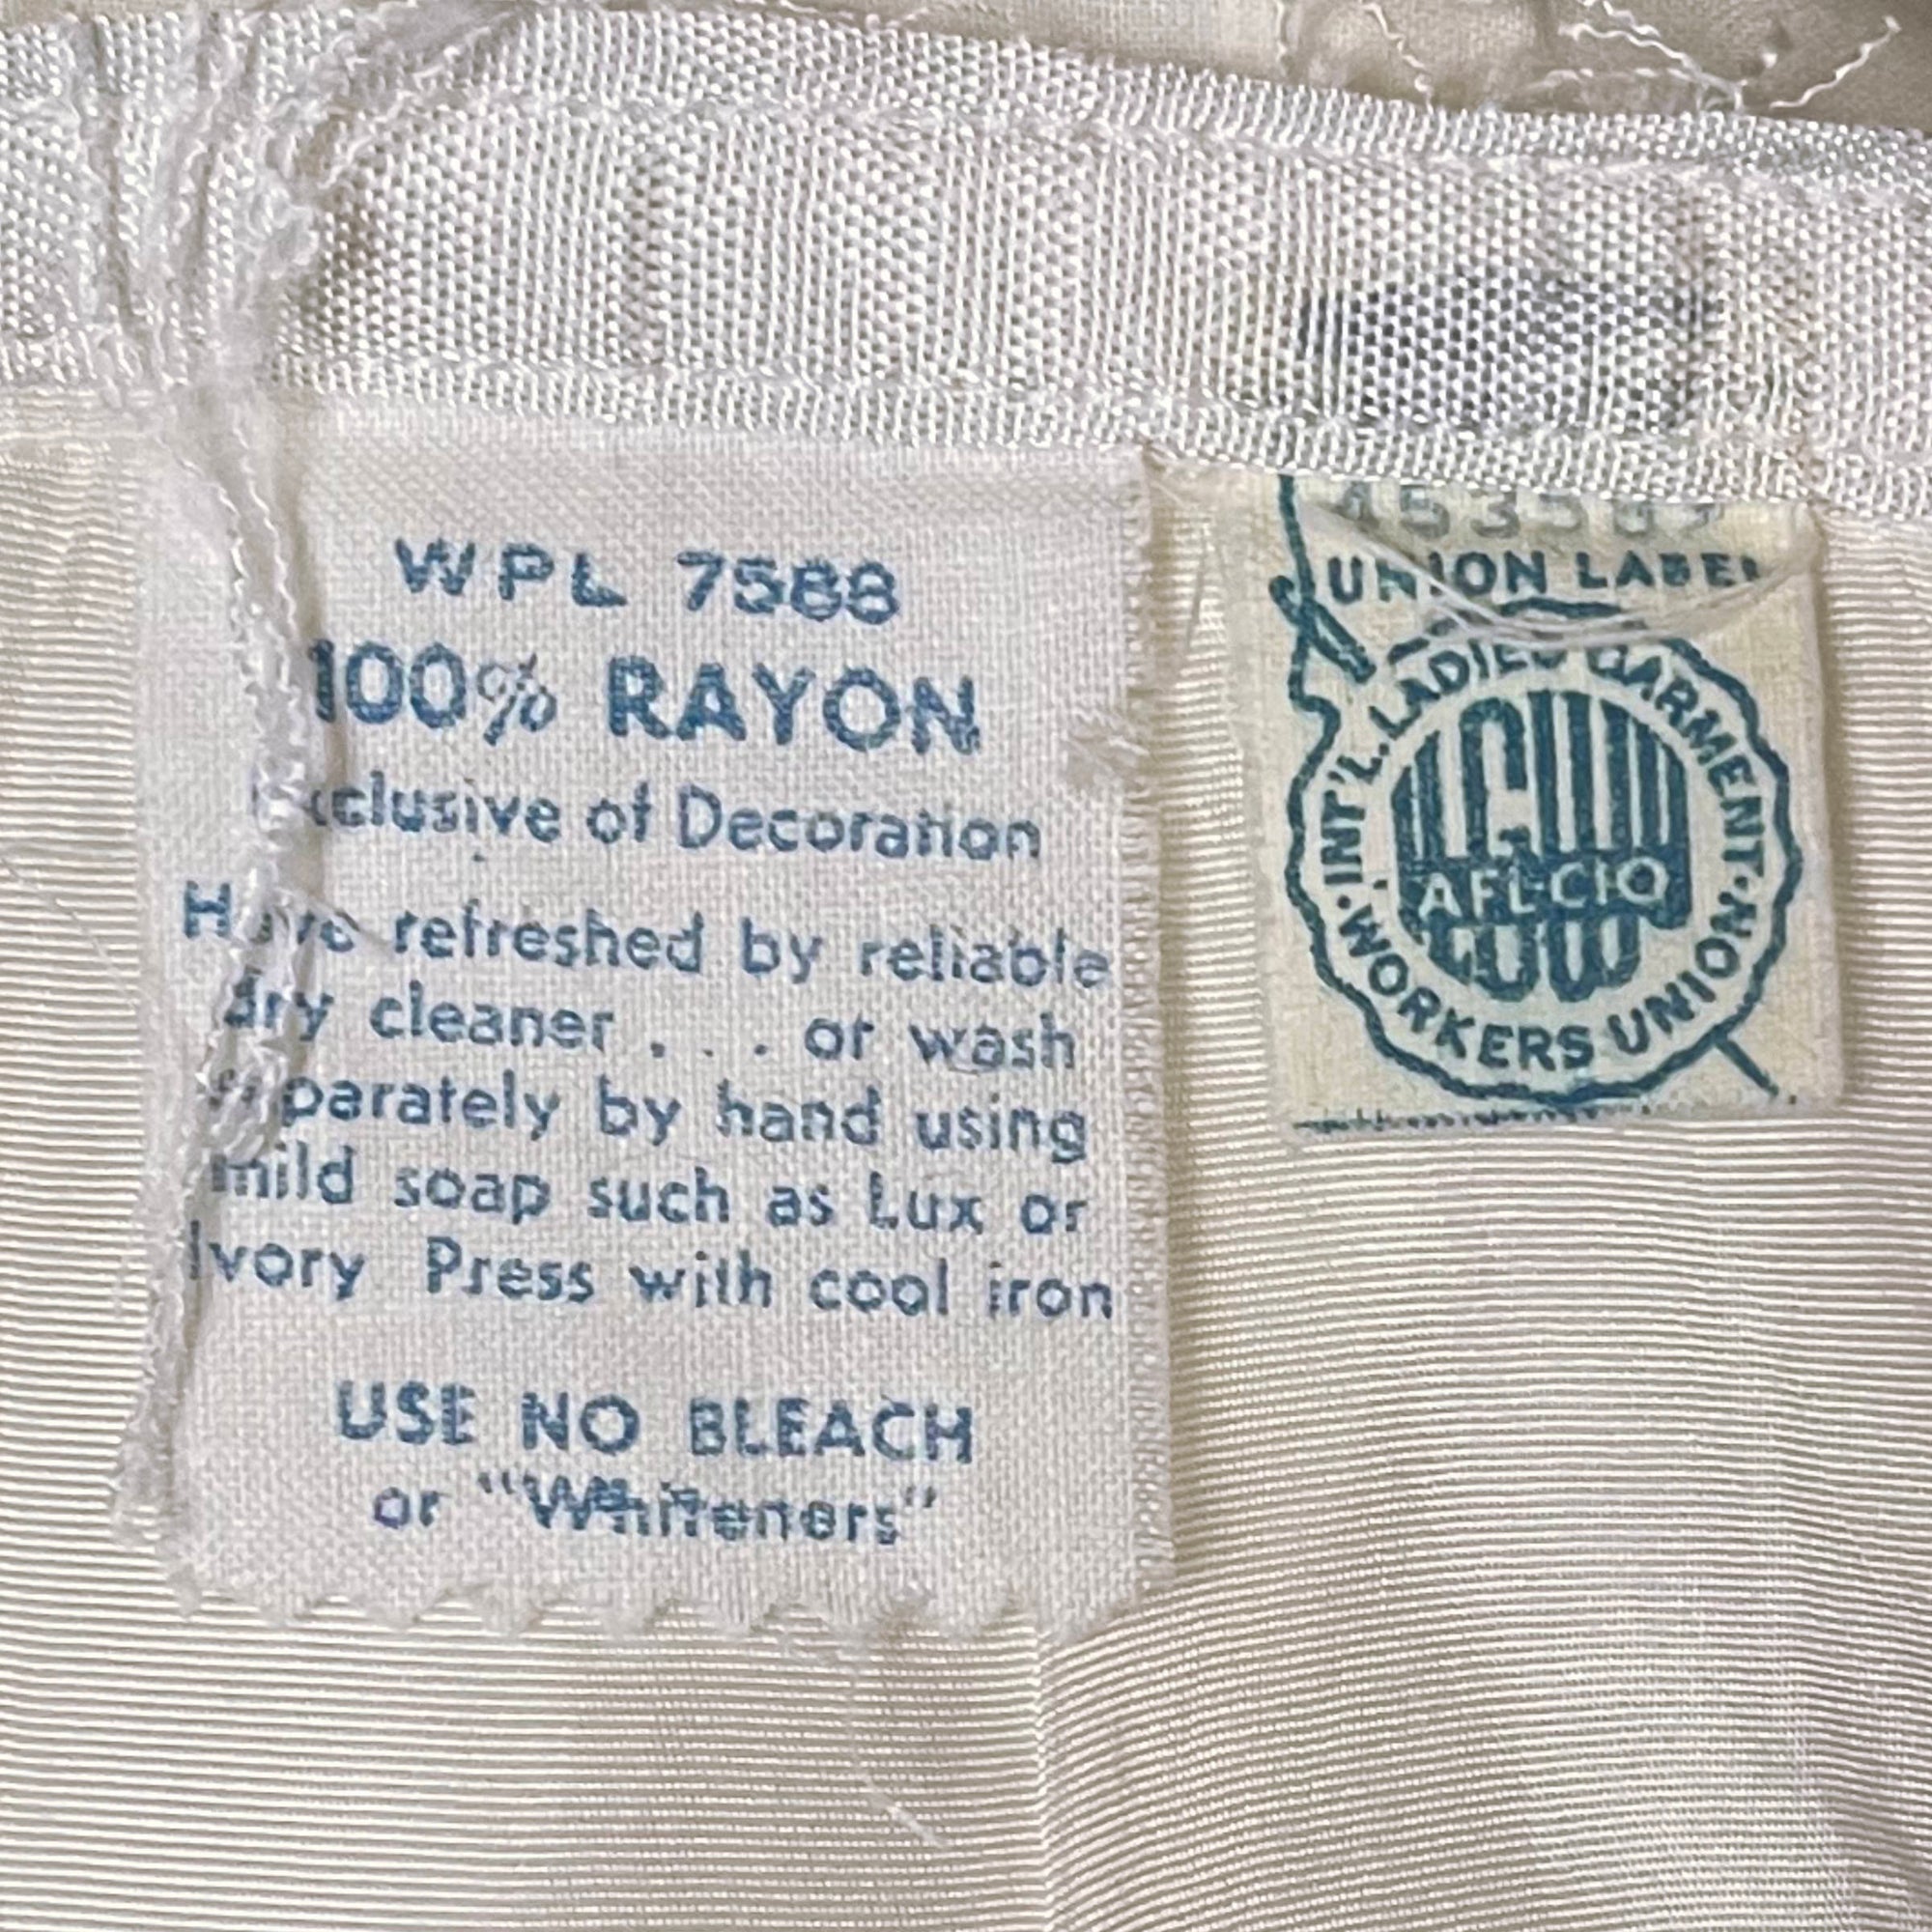 WPL 7588
100% RAYON
Exclusive of Decoration
Have refreshed by reliable
dry cleaner . . . or wash
separately by hand using
mild soap such as Lux or
Ivory Press with cool iron
USE NO BLEACH
or "Whiteners"
UNION LABEL
INT'L. LADIES GARMENT
• WORKERS UNION •
ILGWU
AFL-CIO